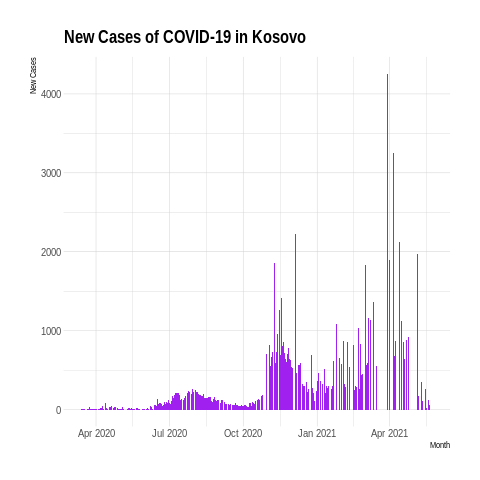 New Cases of COVID-19 in Kosovo
New Cases
4000
3000
2000
1000
0
Apr 2020 Jul 2020 Oct 2020 Jan 2021 Apr 2021
Month